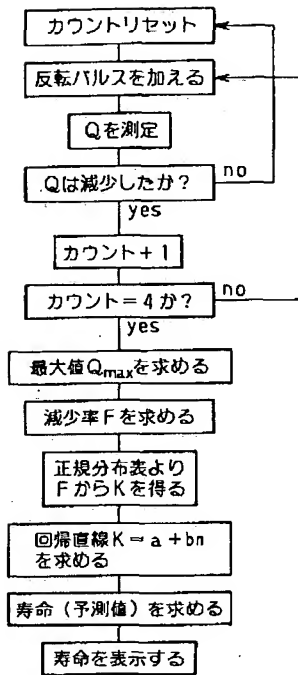 カウントリセット
反転パルスを加える
Qを測定
Qは減少したか?
no
yes
カウント+1
カウント=4か?
no
yes
最大値Qmaxを求める
減少率Fを求める
正規分布表より
FからKを得る
回帰直線K=a+bn
を求める
寿命(予測値)を求める
寿命を表示する